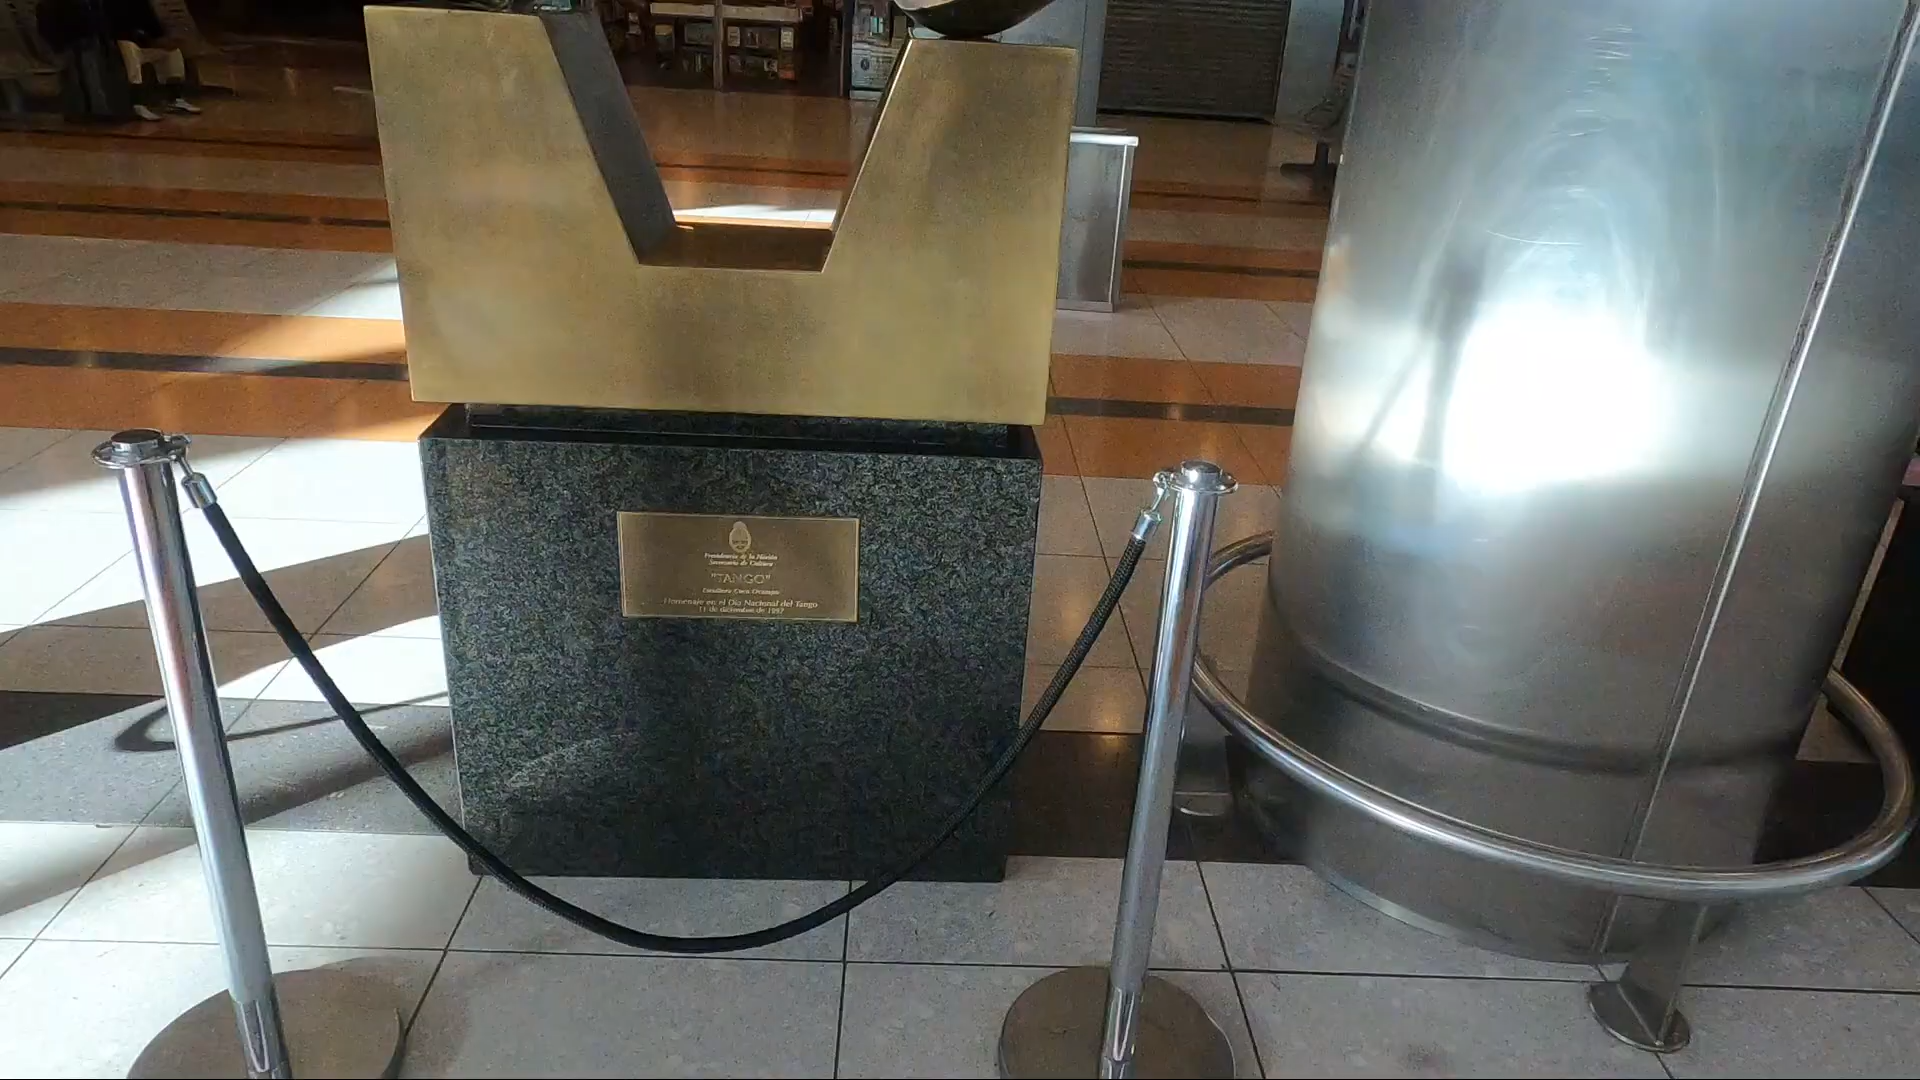 Presidencia de la Nación
Secretaría de Cultura
"TANGO"
Escultura Coca Ocampo
Homenaje en el Día Nacional del Tango
11 de diciembre de 1997